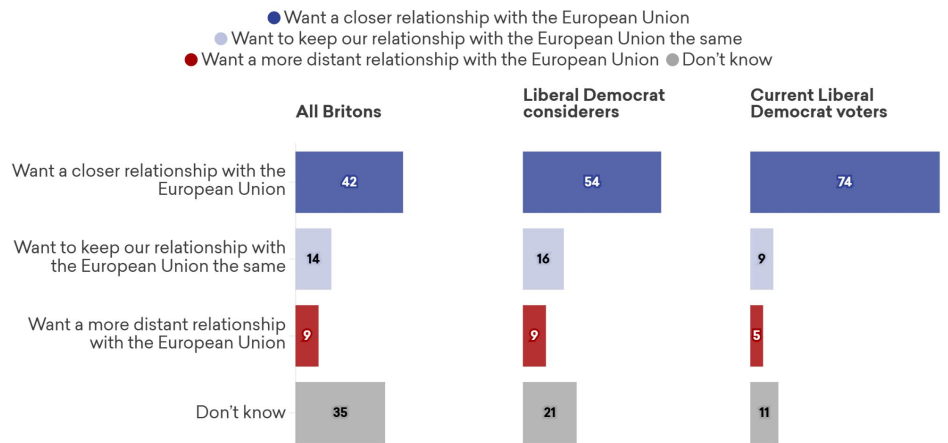 Want a closer relationship with the European Union
Want to keep our relationship with the European Union the same
Want a more distant relationship with the European Union Don't know
All Britons
Liberal Democrat
considerers
Current Liberal
Democrat voters
Want a closer relationship with the
European Union
42
54
74
Want to keep our relationship with
the European Union the same
14
16
9
Want a more distant relationship
with the European Union
9
9
5
Don't know
35
21
11